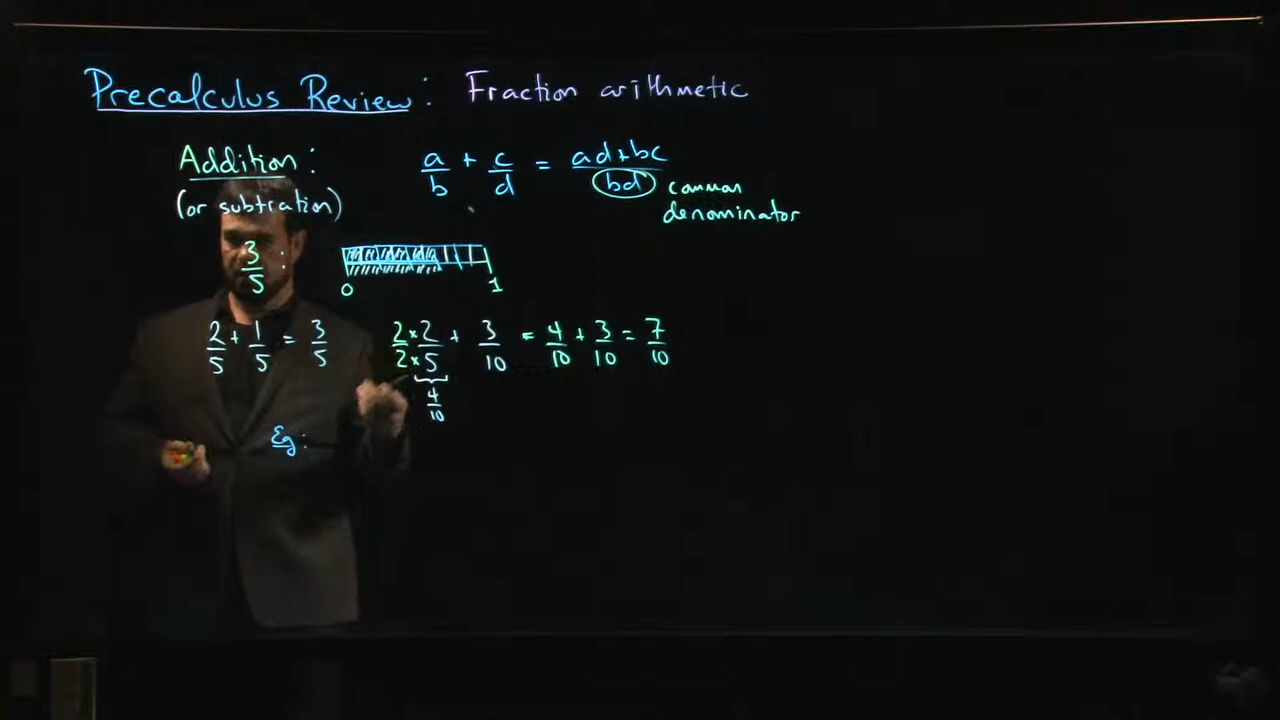 Precalculus Review: Fraction arithmetic
Addition: a/b + c/d = ad+bc/bd common
(or subtration) denominator
3/5 :
0 1
2/5 + 1/5 = 3/5 2/2 × 2/5 + 3/10 = 4/10 + 3/10 = 7/10
4/10
Eg: